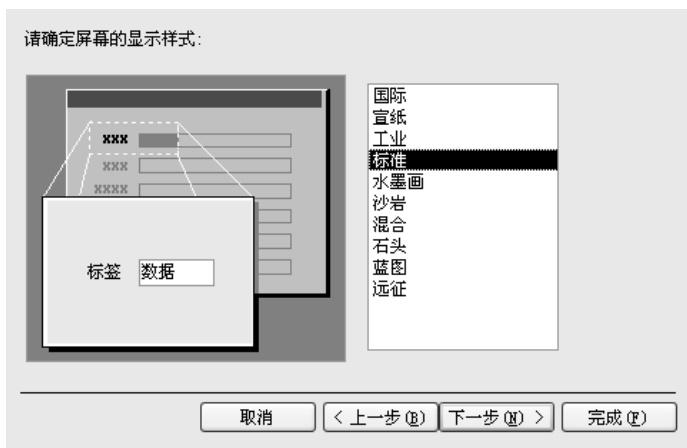 请确定屏幕的显示样式:
xxx
xxx
xxxx
标签 数据
国际
宣纸
工业
标准
水墨画
沙岩
混合
石头
蓝图
远征
取消 < 上一步(B) 下一步(N) > 完成(F)